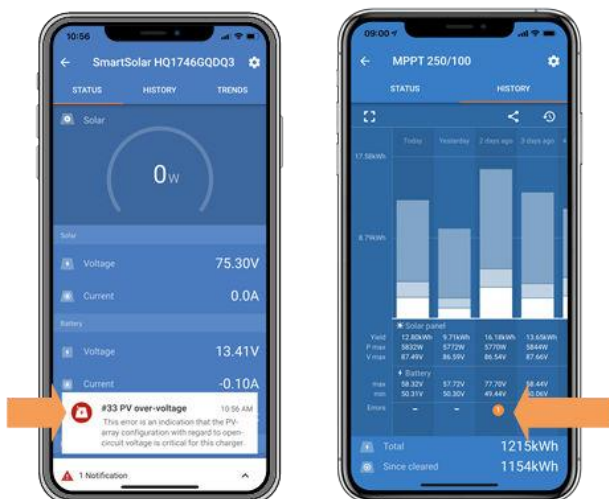 10:56
SmartSolar HQ1746GQDQ3
STATUS HISTORY TRENDS
Solar
0W
Solar
Voltage 75.30V
Current 0.0A
Battery
Voltage 13.41V
Current -0.10A
#33 PV over-voltage 10:56 AM
This error is an indication that the PV-
array configuration with regard to open-
circuit voltage is critical for this charger.
1 Notification
09:00
MPPT 250/100
STATUS HISTORY
Today Yesterday 2 days ago 3 days ago
17.58kWh
8.79kWh
Solar panel
Yield 12.80kWh 9.71kWh 16.18kWh 13.65kWh
P max 5832W 5772W 5770W 5844W
V max 87.49V 86.59V 86.54V 87.66V
Battery
max 58.32V 57.72V 77.70V 58.44V
min 50.31V 50.30V 49.44V
Errors – – 1
Total 1215kWh
Since cleared 1154kWh